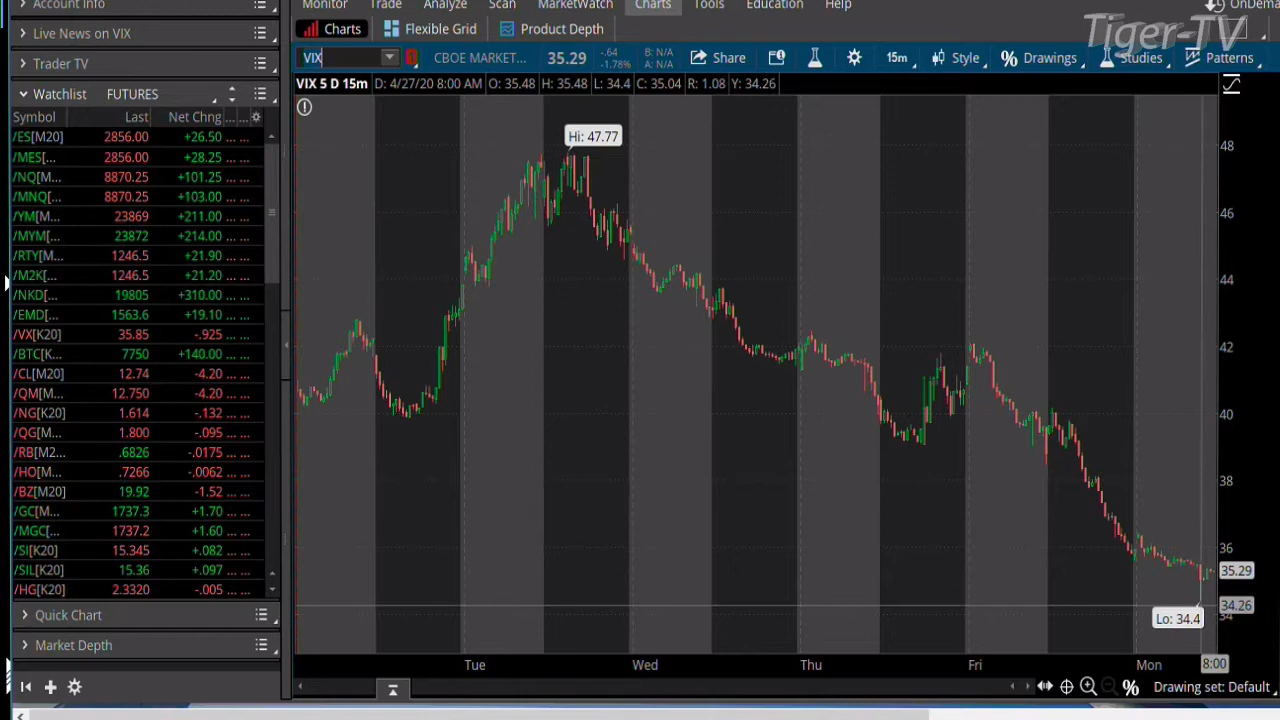 Monitor Trade Analyze Scan MarketWatch Charts Tools Education Help OnDema
Tiger-TV
Account Info
Live News on VIX
Trader TV
Watchlist FUTURES
Charts Flexible Grid Product Depth
VIX CBOE MARKET... 35.29 -.64 -1.78% B: N/A A: N/A Share 15m Style Drawings Studies Patterns
VIX 5 D 15m D: 4/27/20 8:00 AM O: 35.48 H: 35.48 L: 34.4 C: 35.04 R: 1.08 Y: 34.26
Symbol Last Net Chng ... ...
/ES[M20] 2856.00 +26.50 ... ...
/MES[... 2856.00 +28.25 ... ...
/NQ[M... 8870.25 +101.25 ... ...
/MNQ[... 8870.25 +103.00 ... ...
/YM[M... 23869 +211.00 ... ...
/MYM[... 23872 +214.00 ... ...
/RTY[M... 1246.5 +21.90 ... ...
/M2K[... 1246.5 +21.20 ... ...
/NKD[... 19805 +310.00 ... ...
/EMD[... 1563.6 +19.10 ... ...
/VX[K20] 35.85 -.925 ... ...
/BTC[K... 7750 +140.00 ... ...
/CL[M20] 12.74 -4.20 ... ...
/QM[M... 12.750 -4.20 ... ...
/NG[K20] 1.614 -.132 ... ...
/QG[M... 1.800 -.095 ... ...
/RB[M2... .6826 -.0175 ... ...
/HO[M... .7266 -.0062 ... ...
/BZ[M20] 19.92 -1.52 ... ...
/GC[M... 1737.3 +1.70 ... ...
/MGC[... 1737.2 +1.60 ... ...
/SI[K20] 15.345 +.082 ... ...
/SIL[K20] 15.36 +.097 ... ...
/HG[K20] 2.3320 -.005 ... ...
Quick Chart
Market Depth
Hi: 47.77
48
46
44
42
40
38
36
35.29
34.26
34
Lo: 34.4
Tue Wed Thu Fri Mon 8:00
Drawing set: Default